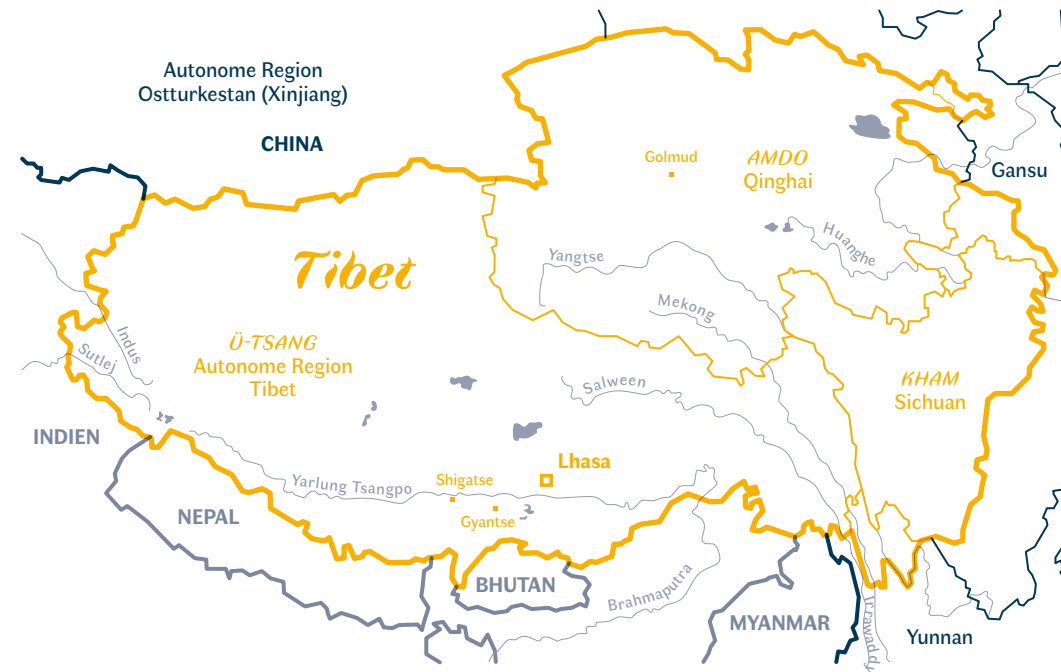 Autonome Region
Ostturkestan (Xinjiang)
CHINA
Golmud
AMDO
Qinghai
Gansu
Huanghe
Yangtse
Tibet
Mekong
Indus
Sutlej
Ü-TSANG
Autonome Region
Tibet
Salween
KHAM
Sichuan
INDIEN
Lhasa
Yarlung Tsangpo
Shigatse
Gyantse
NEPAL
BHUTAN
Brahmaputra
MYANMAR
Irrawaddy
Yunnan